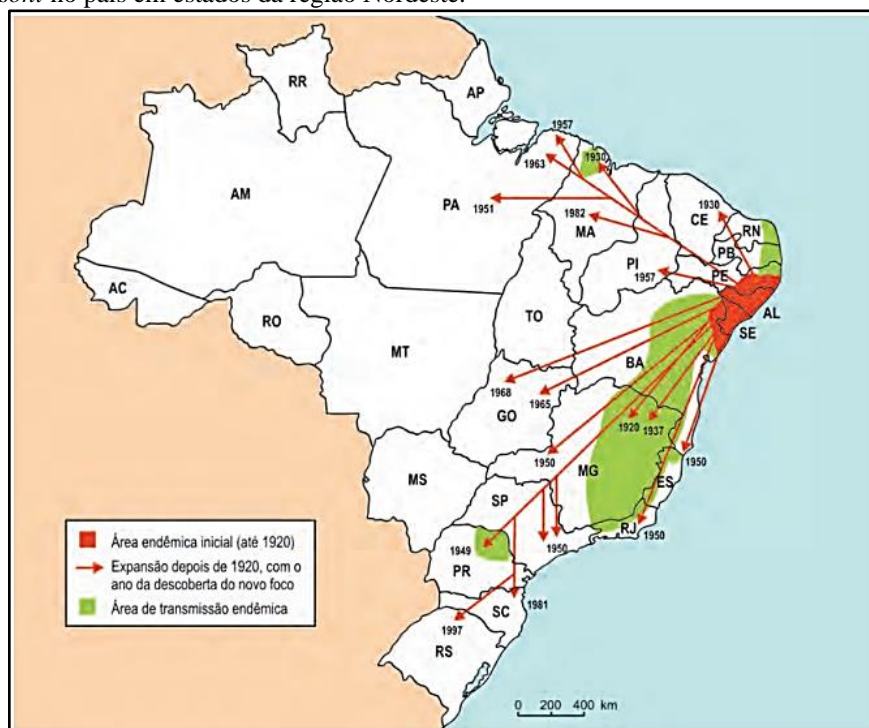 sont no país em estados da região Nordeste.
RR
AP
1957
1963
1930
AM
PA
1951
1982
MA
CE
1930
RN
PB
PI
1957
PE
AC
RO
TO
AL
SE
MT
BA
1968
1965
GO
1920
1937
1950
MG
ES
1950
MS
SP
RJ
1950
1950
1949
PR
SC
1981
1997
RS
Área endêmica inicial (até 1920)
Expansão depois de 1920, com o
ano da descoberta do novo foco
Área de transmissão endêmica
0 200 400 km